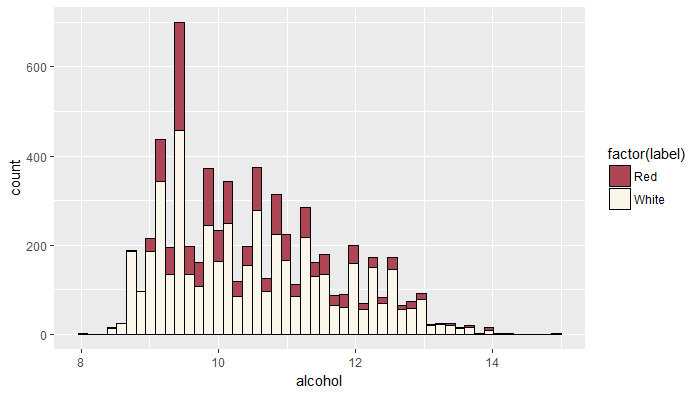 600
400
200
0
count
8 10 12 14
alcohol
factor(label)
Red
White